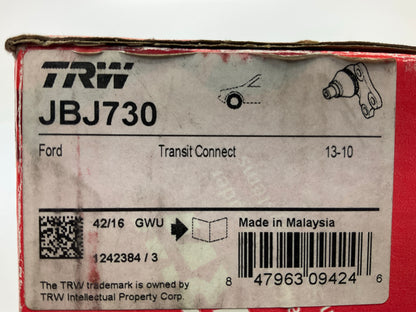 TRW
JBJ730
Ford Transit Connect 13-10
42/16 GWU
Made in Malaysia
1242384 / 3
The TRW trademark is owned by
TRW Intellectual Property Corp.
8 47963 09424 6